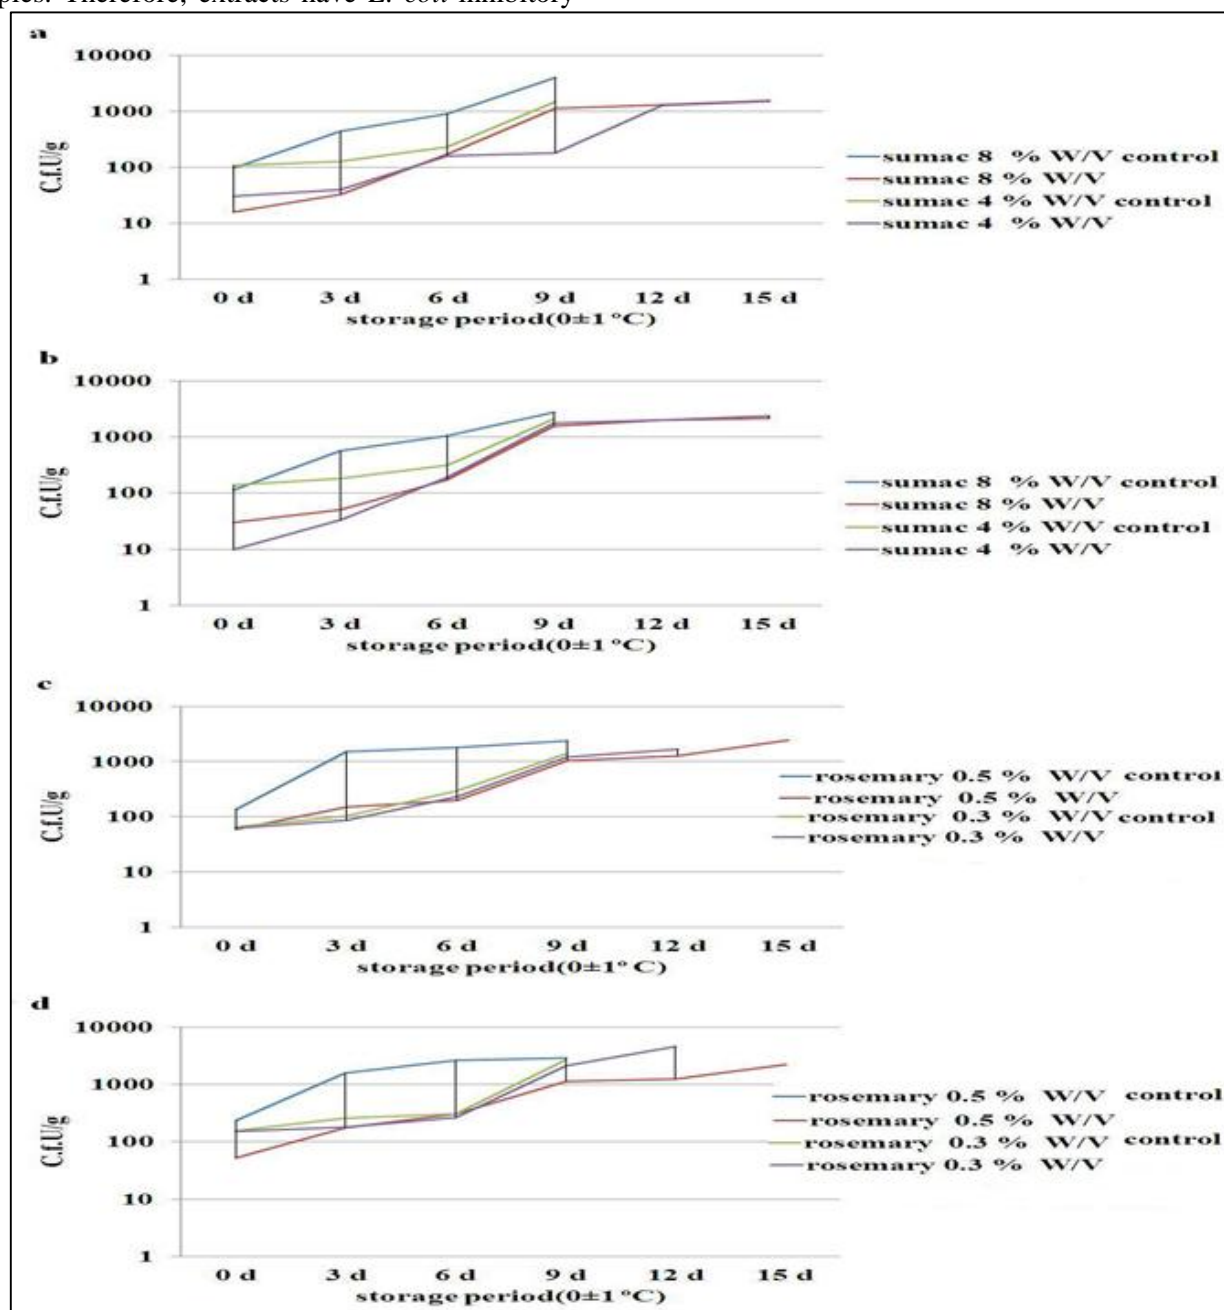 ples. Therefore, extracts have E. coli inhibitory
a
10000
1000
100
10
1
C.f.U/g
0 d 3 d 6 d 9 d 12 d 15 d
storage period(0±1 °C)
sumac 8 % W/V control
sumac 8 % W/V
sumac 4 % W/V control
sumac 4 % W/V
b
10000
1000
100
10
1
C.f.U/g
0 d 3 d 6 d 9 d 12 d 15 d
storage period(0±1 °C)
sumac 8 % W/V control
sumac 8 % W/V
sumac 4 % W/V control
sumac 4 % W/V
c
10000
1000
100
10
1
C.f.U/g
0 d 3 d 6 d 9 d 12 d 15 d
storage period(0±1° C)
rosemary 0.5 % W/V control
rosemary 0.5 % W/V
rosemary 0.3 % W/V control
rosemary 0.3 % W/V
d
10000
1000
100
10
1
C.f.U/g
0 d 3 d 6 d 9 d 12 d 15 d
storage period(0±1 °C)
rosemary 0.5 % W/V control
rosemary 0.5 % W/V
rosemary 0.3 % W/V control
rosemary 0.3 % W/V